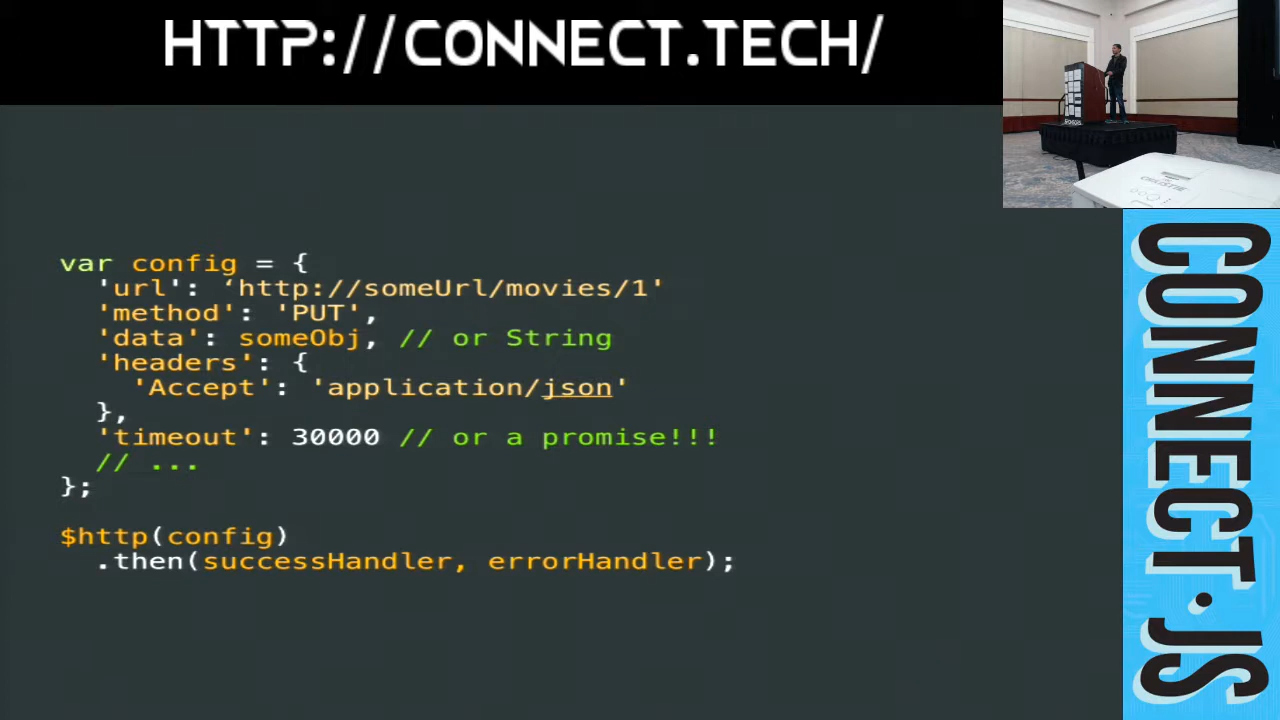 HTTP://CONNECT.TECH/
var config = {
'url': ‘http://someUrl/movies/1'
'method': 'PUT',
'data': someObj, // or String
'headers': {
'Accept': 'application/json'
},
'timeout': 30000 // or a promise!!!
// ...
};
$http(config)
.then(successHandler, errorHandler);
CHRISTIE
CONNECT.JS